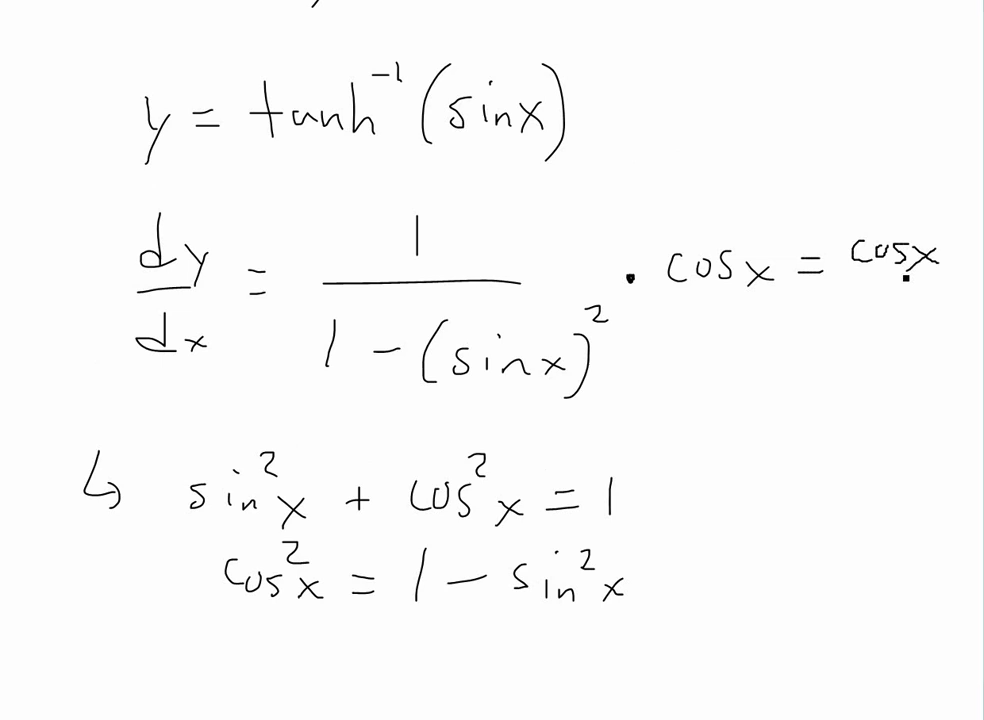 y = tanh⁻¹(sinx)
dy/dx = 1/(1 - (sinx)²) · cosx = cosx
↳ sin²x + cos²x = 1
cos²x = 1 - sin²x